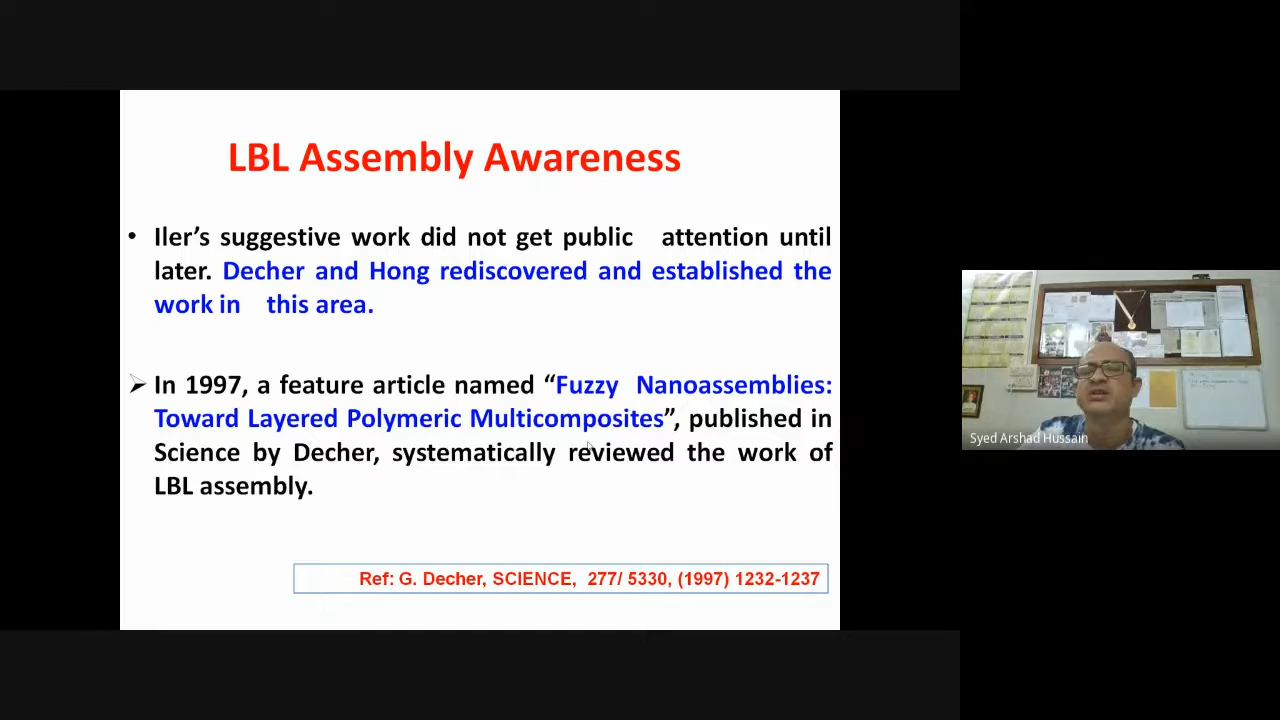 LBL Assembly Awareness
• Iler's suggestive work did not get public attention until
later. Decher and Hong rediscovered and established the
work in this area.
➢ In 1997, a feature article named “Fuzzy Nanoassemblies:
Toward Layered Polymeric Multicomposites”, published in
Science by Decher, systematically reviewed the work of
LBL assembly.
Ref: G. Decher, SCIENCE, 277/ 5330, (1997) 1232-1237
Syed Arshad Hussain